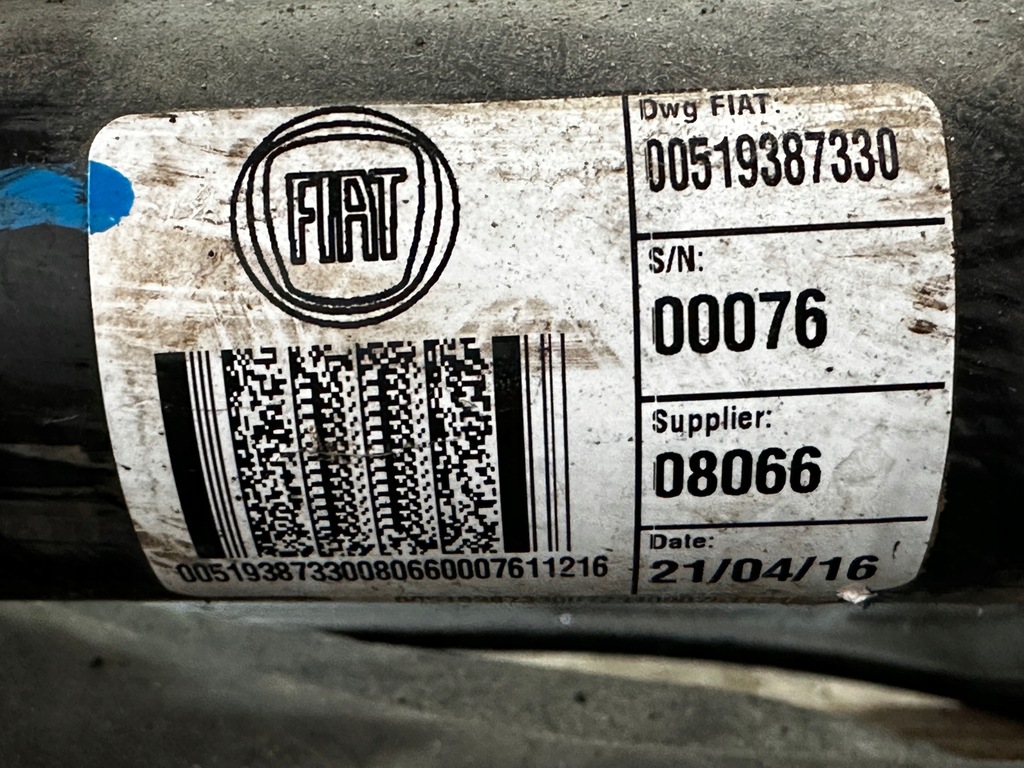 FIAT
Dwg FIAT:
00519387330
S/N:
00076
Supplier:
08066
Date:
21/04/16
00519387330080660007611216